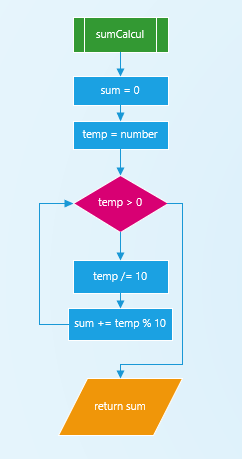 sumCalcul
sum = 0
temp = number
temp > 0
temp /= 10
sum += temp % 10
return sum